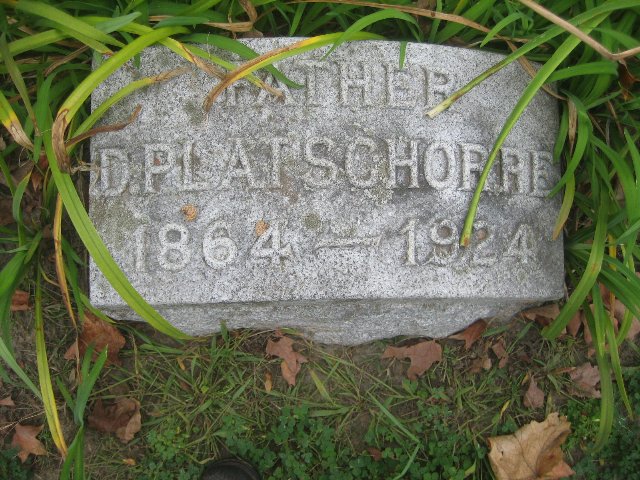 FATHER
D. PLATSCHORRE
1864 — 1924